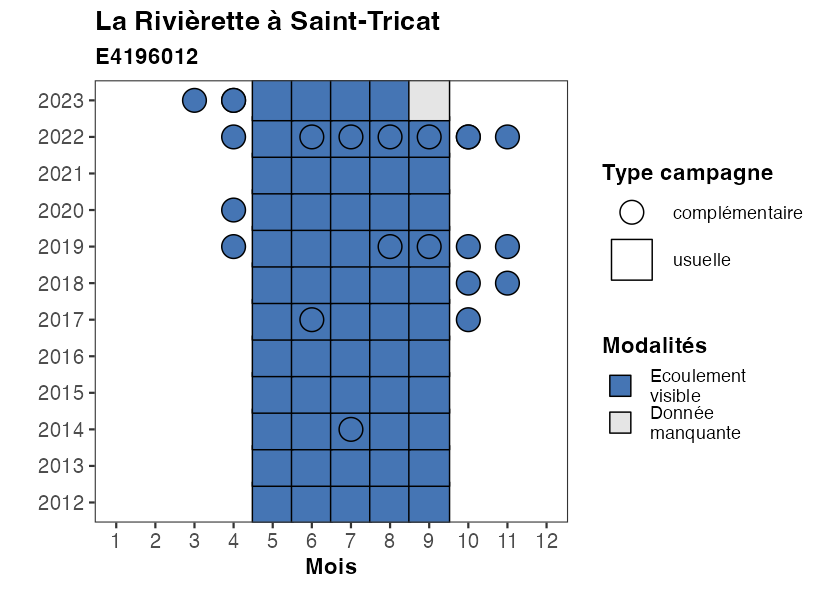 La Rivièrette à Saint-Tricat
E4196012
2023
2022
2021
2020
2019
2018
2017
2016
2015
2014
2013
2012
1 2 3 4 5 6 7 8 9 10 11 12
Mois
Type campagne
complémentaire
usuelle
Modalités
Ecoulement
visible
Donnée
manquante